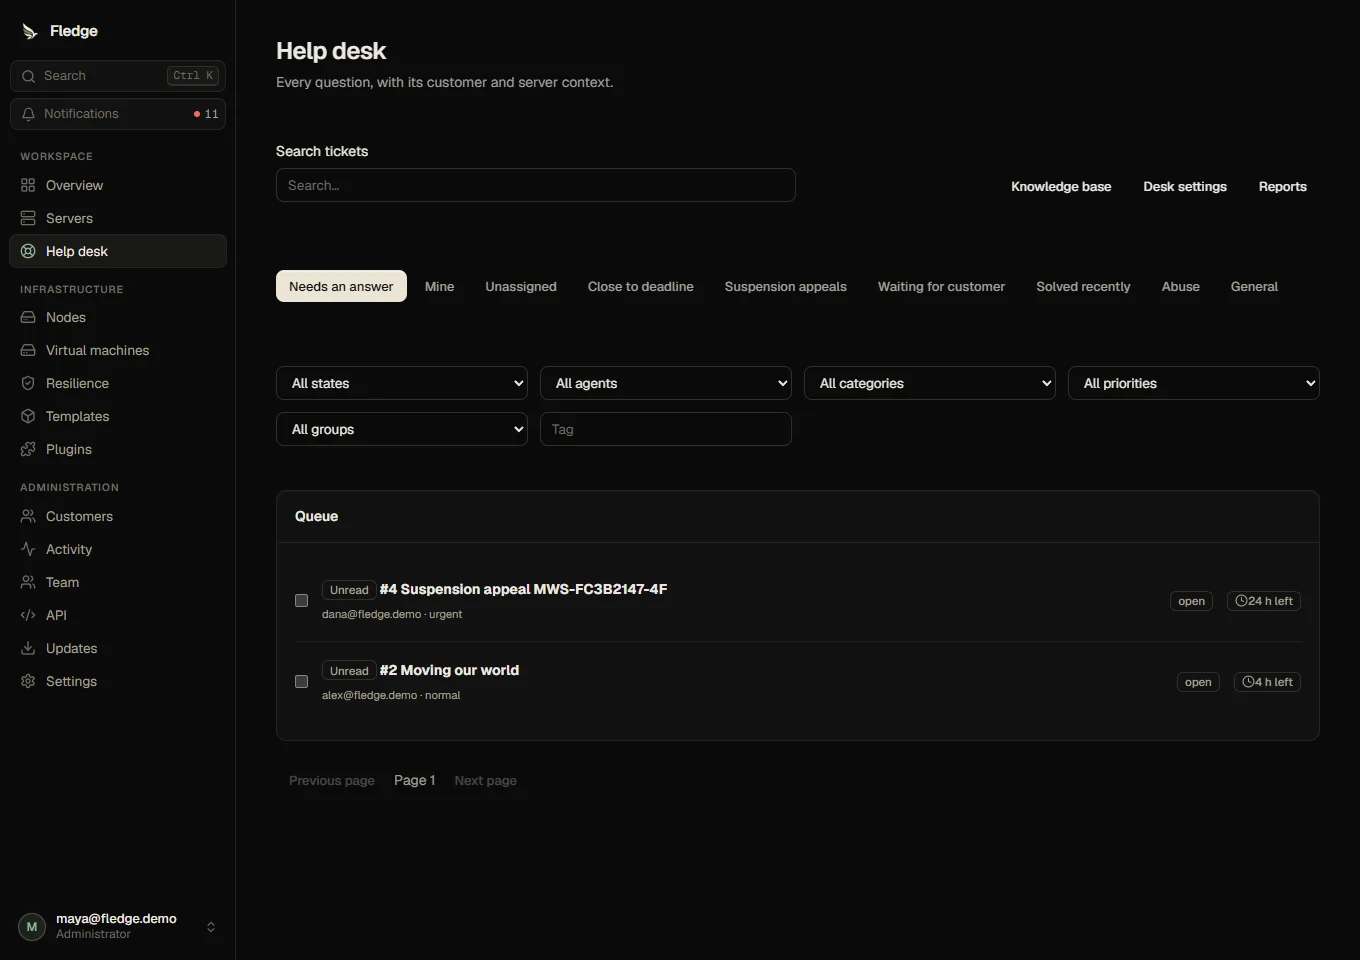 Fledge
Search Ctrl K
Notifications 11
WORKSPACE
Overview
Servers
Help desk
INFRASTRUCTURE
Nodes
Virtual machines
Resilience
Templates
Plugins
ADMINISTRATION
Customers
Activity
Team
API
Updates
Settings
M
maya@fledge.demo
Administrator
Help desk
Every question, with its customer and server context.
Search tickets
Search…
Knowledge base Desk settings Reports
Needs an answer Mine Unassigned Close to deadline Suspension appeals Waiting for customer Solved recently Abuse General
All states All agents All categories All priorities
All groups Tag
Queue
Unread #4 Suspension appeal MWS-FC3B2147-4F
dana@fledge.demo · urgent
open 24 h left
Unread #2 Moving our world
alex@fledge.demo · normal
open 4 h left
Previous page Page 1 Next page